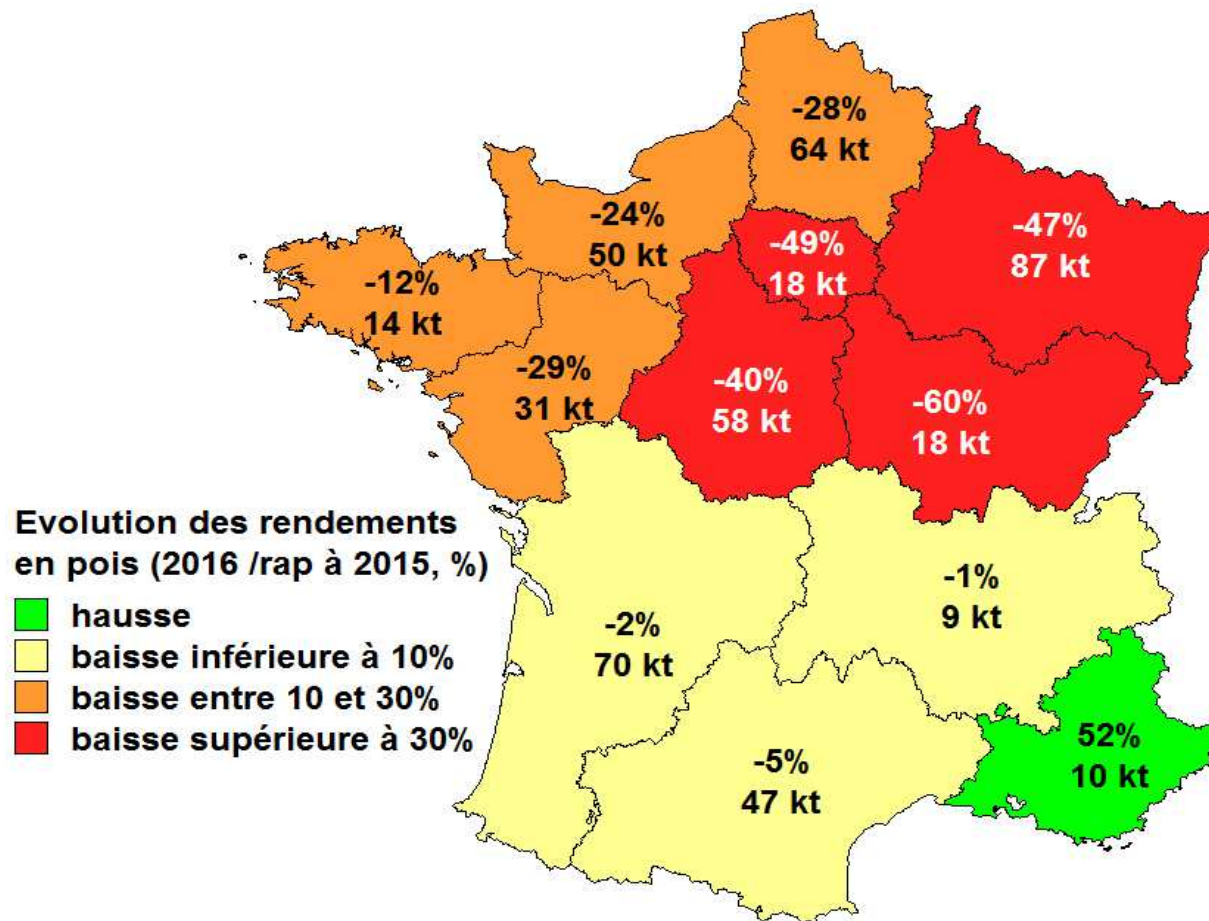 -28%
64 kt
-24%
50 kt
-49%
18 kt
-47%
87 kt
-12%
14 kt
-29%
31 kt
-40%
58 kt
-60%
18 kt
Evolution des rendements
en pois (2016 /rap à 2015, %)
hausse
baisse inférieure à 10%
baisse entre 10 et 30%
baisse supérieure à 30%
-2%
70 kt
-1%
9 kt
-5%
47 kt
52%
10 kt